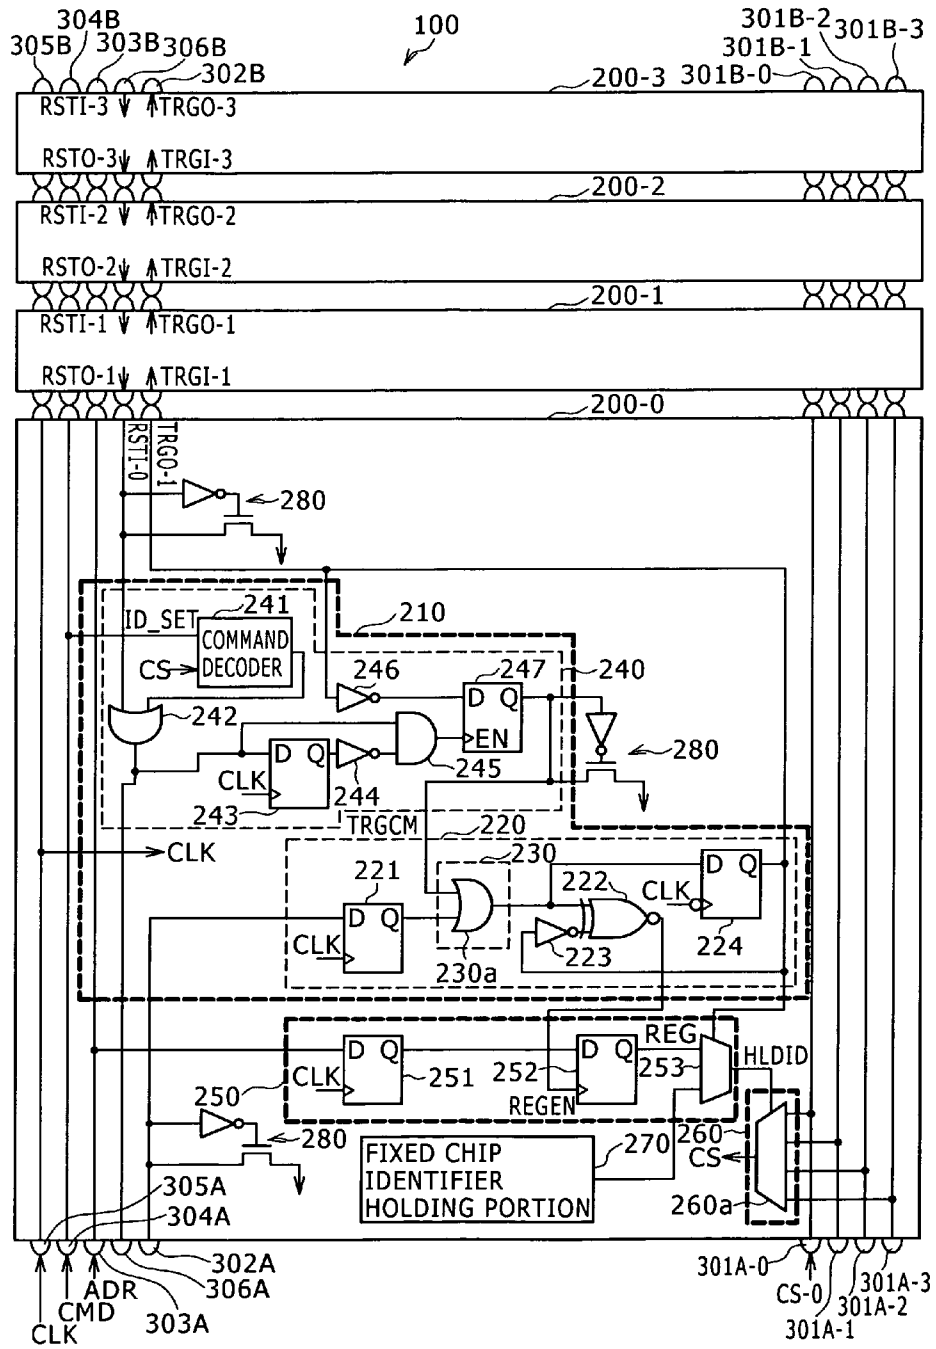 304B
305B
303B
306B
302B
100
301B-2
301B-1
301B-3
301B-0
200-3
RSTI-3
TRGO-3
RSTO-3
TRGI-3
200-2
RSTI-2
TRGO-2
RSTO-2
TRGI-2
200-1
RSTI-1
TRGO-1
RSTO-1
TRGI-1
200-0
RSTI-0
TRGO-1
280
210
ID_SET
241
COMMAND
DECODER
CS
246
247
240
D Q
EN
242
D Q
CLK
243
244
245
280
TRGCM
220
CLK
230
221
D Q
CLK
230a
222
223
D Q
CLK
224
REG
D Q
CLK
250
251
D Q
252
REGEN
253
HLDID
280
FIXED CHIP
IDENTIFIER
HOLDING PORTION
270
260
CS
260a
305A
304A
302A
306A
303A
ADR
CMD
CLK
301A-0
CS-0
301A-1
301A-2
301A-3